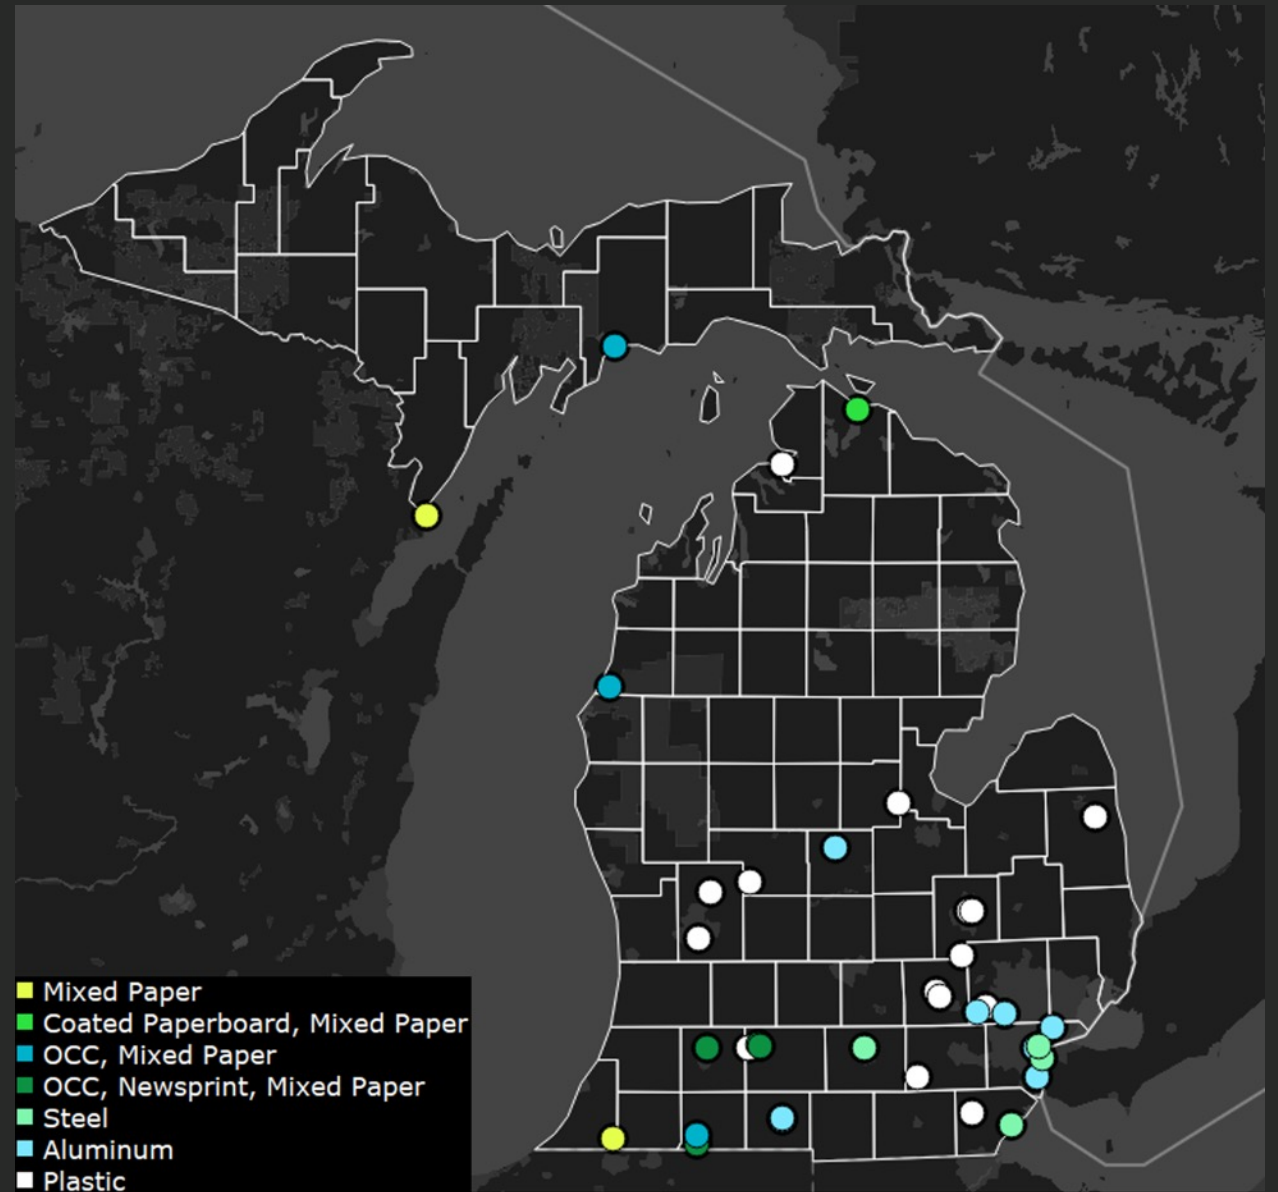 Mixed Paper
Coated Paperboard, Mixed Paper
OCC, Mixed Paper
OCC, Newsprint, Mixed Paper
Steel
Aluminum
Plastic